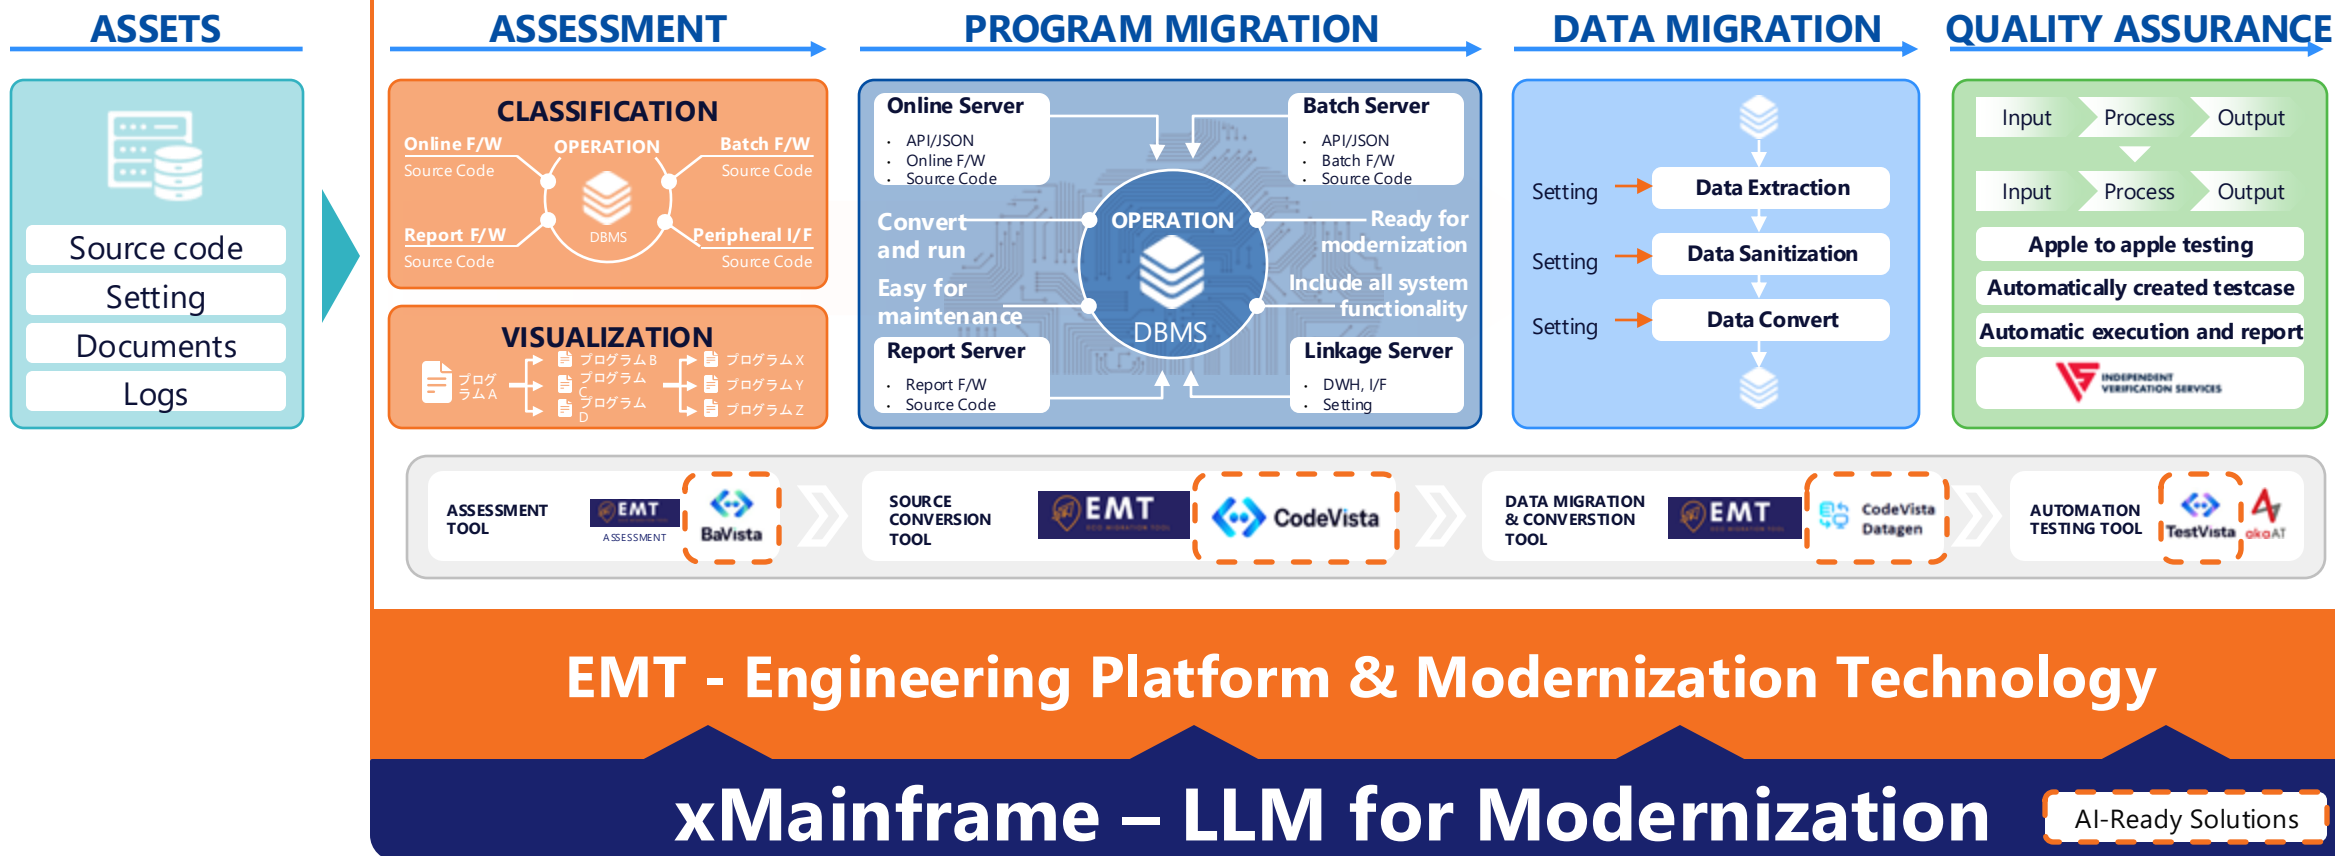 ASSETS
Source code
Setting
Documents
Logs
ASSESSMENT
CLASSIFICATION
Online F/W
Source Code
OPERATION
Batch F/W
Source Code
Report F/W
Source Code
DBMS
Peripheral I/F
Source Code
VISUALIZATION
プログ
ラムA
プログラムB
プログラム
C
プログラム
D
プログラムX
プログラムY
プログラムZ
PROGRAM MIGRATION
Online Server
• API/JSON
• Online F/W
• Source Code
Batch Server
• API/JSON
• Batch F/W
• Source Code
Convert
and run
Easy for
maintenance
OPERATION
DBMS
Ready for
modernization
Include all system
functionality
Report Server
• Report F/W
• Source Code
Linkage Server
• DWH, I/F
• Setting
DATA MIGRATION
Setting
Data Extraction
Setting
Data Sanitization
Setting
Data Convert
QUALITY ASSURANCE
Input
Process
Output
Input
Process
Output
Apple to apple testing
Automatically created testcase
Automatic execution and report
INDEPENDENT
VERIFICATION SERVICES
ASSESSMENT
TOOL
EMT
ASSESSMENT
BaVista
SOURCE
CONVERSION
TOOL
EMT
CodeVista
DATA MIGRATION
& CONVERSTION
TOOL
EMT
CodeVista
Datagen
AUTOMATION
TESTING TOOL
TestVista
akaAT
EMT - Engineering Platform & Modernization Technology
xMainframe – LLM for Modernization
AI-Ready Solutions